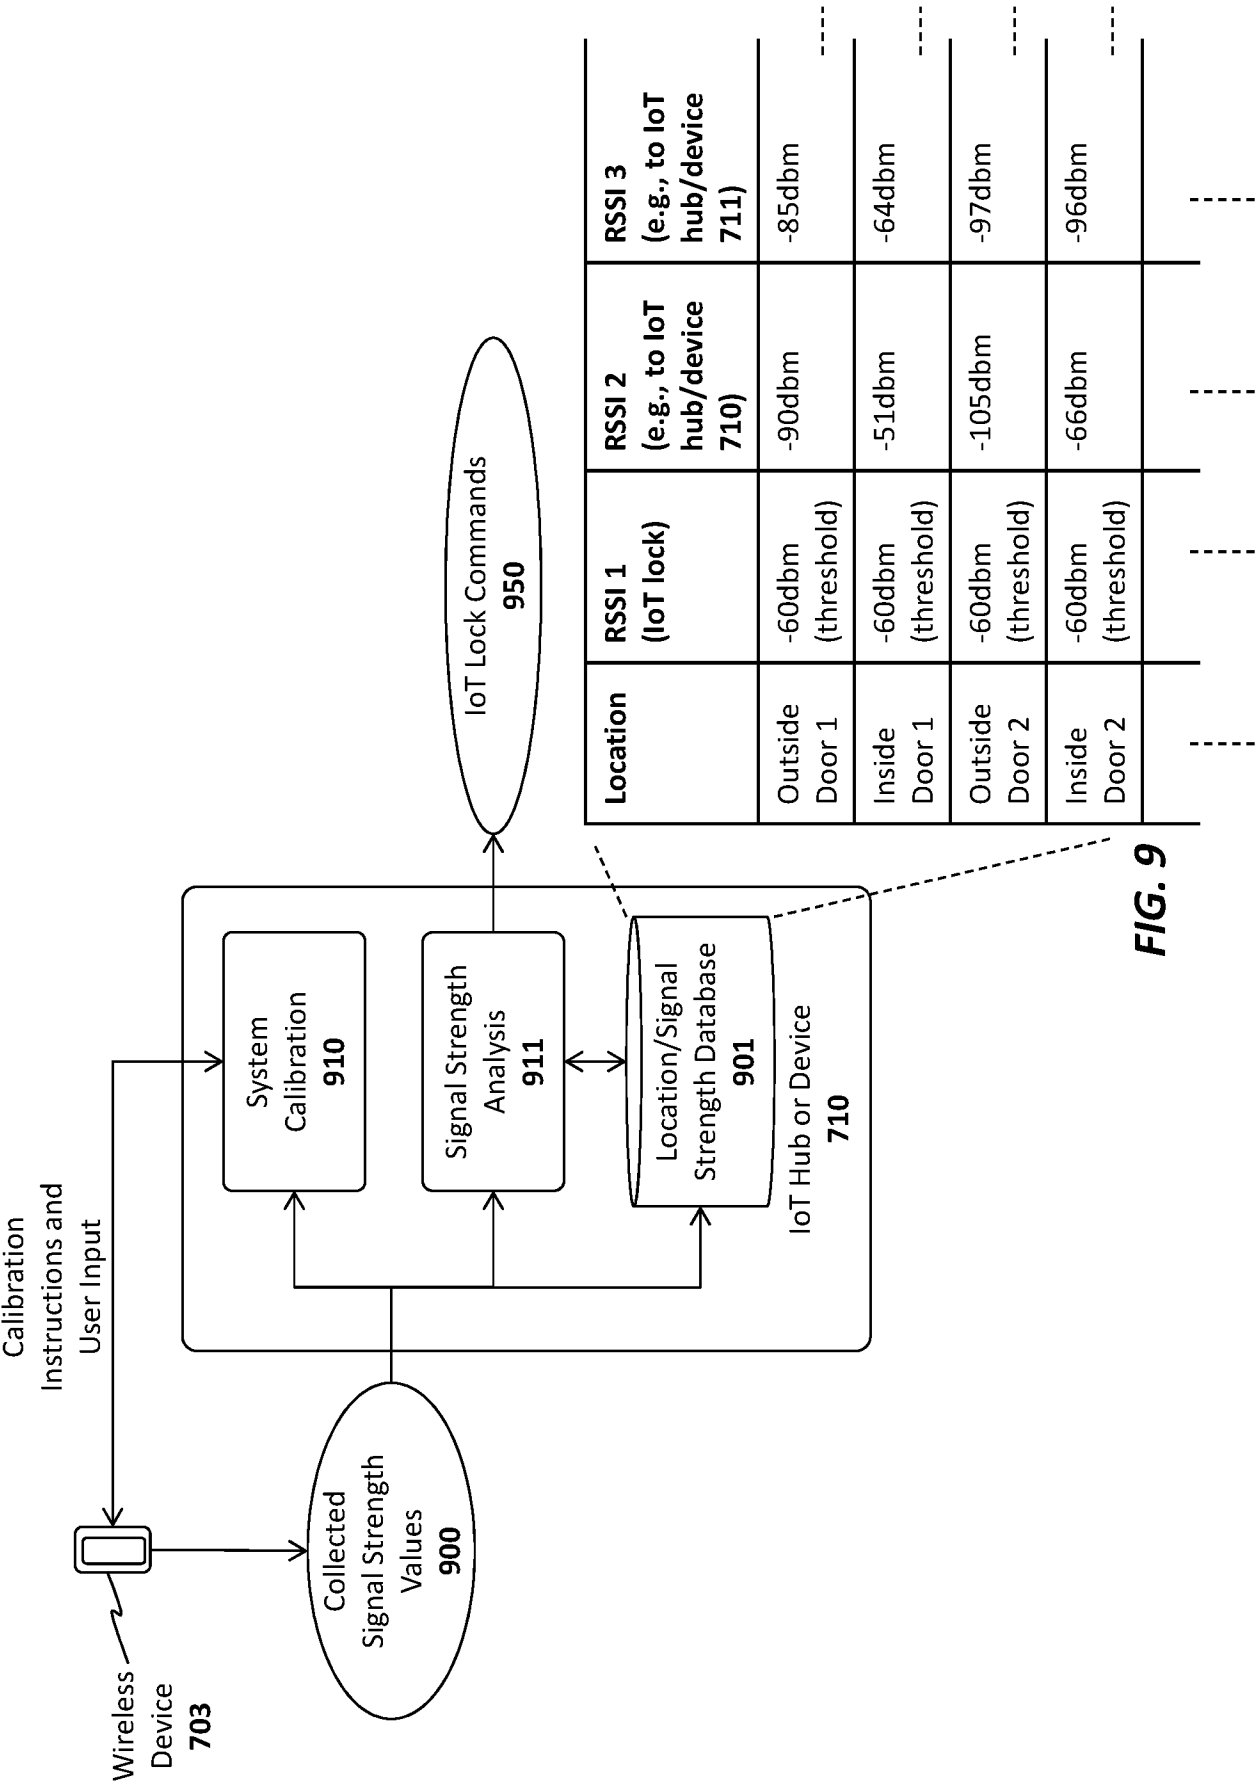 Calibration
Instructions and
User Input
Wireless
Device
703
Collected
Signal Strength
Values
900
System
Calibration
910
Signal Strength
Analysis
911
Location/Signal
Strength Database
901
IoT Hub or Device
710
IoT Lock Commands
950
Location
RSSI 1
(IoT lock)
RSSI 2
(e.g., to IoT
hub/device
710)
RSSI 3
(e.g., to IoT
hub/device
711)
Outside
Door 1
-60dbm
(threshold)
-90dbm
-85dbm
Inside
Door 1
-60dbm
(threshold)
-51dbm
-64dbm
Outside
Door 2
-60dbm
(threshold)
-105dbm
-97dbm
Inside
Door 2
-60dbm
(threshold)
-66dbm
-96dbm
FIG. 9